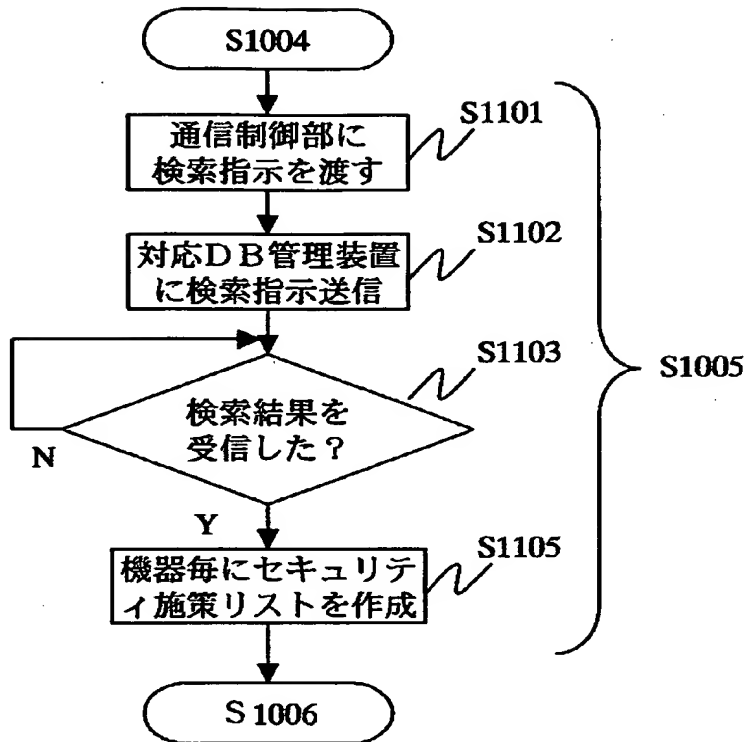 S1004
通信制御部に
検索指示を渡す
S1101
対応DB管理装置
に検索指示送信
S1102
検索結果を
受信した?
S1103
N
Y
機器毎にセキュリテ
ィ施策リストを作成
S1105
S1006
S1005